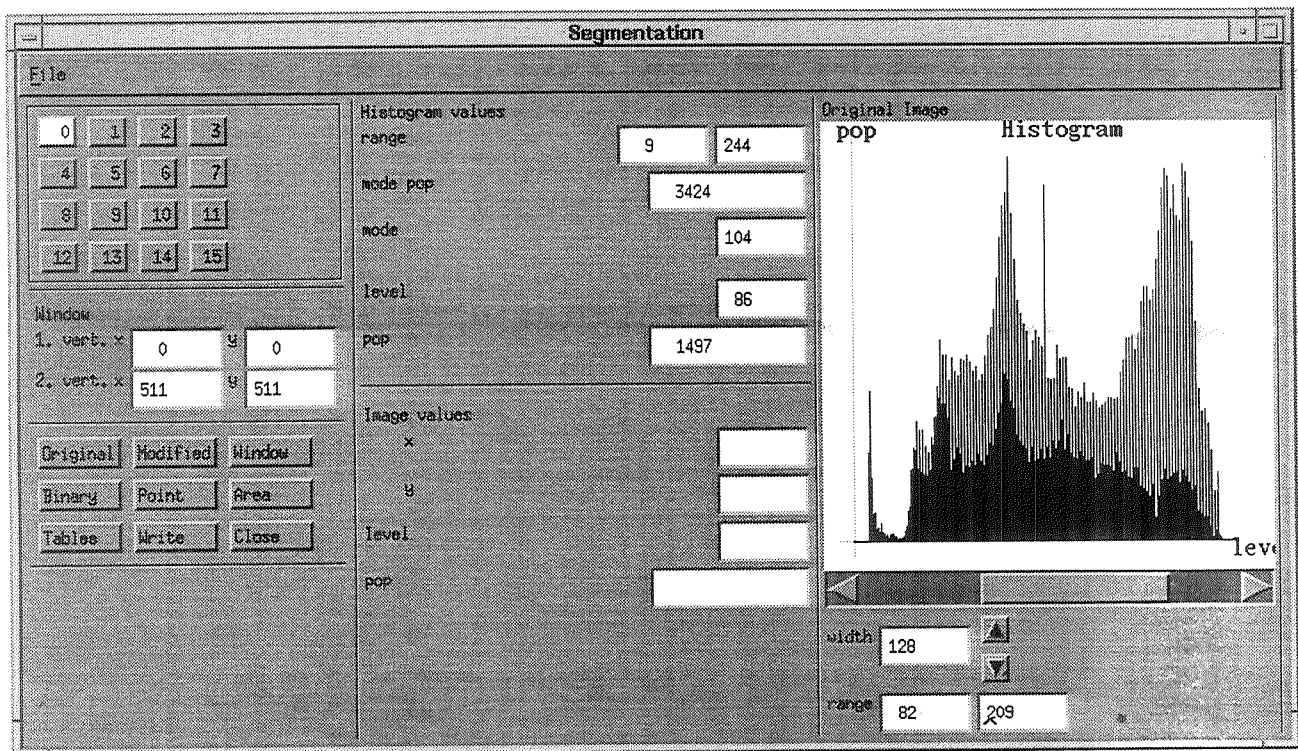 Segmentation
File
0 1 2 3
4 5 6 7
8 9 10 11
12 13 14 15
Window
1. vert. x 0 y 0
2. vert. x 511 y 511
Original Modified Window
Binary Point Area
Tables Write Close
Histogram values
range 9 244
mode pop 3424
mode 104
level 86
pop 1497
Image values
x
y
level
pop
Original Image
pop Histogram
leve
width 128
range 82 209